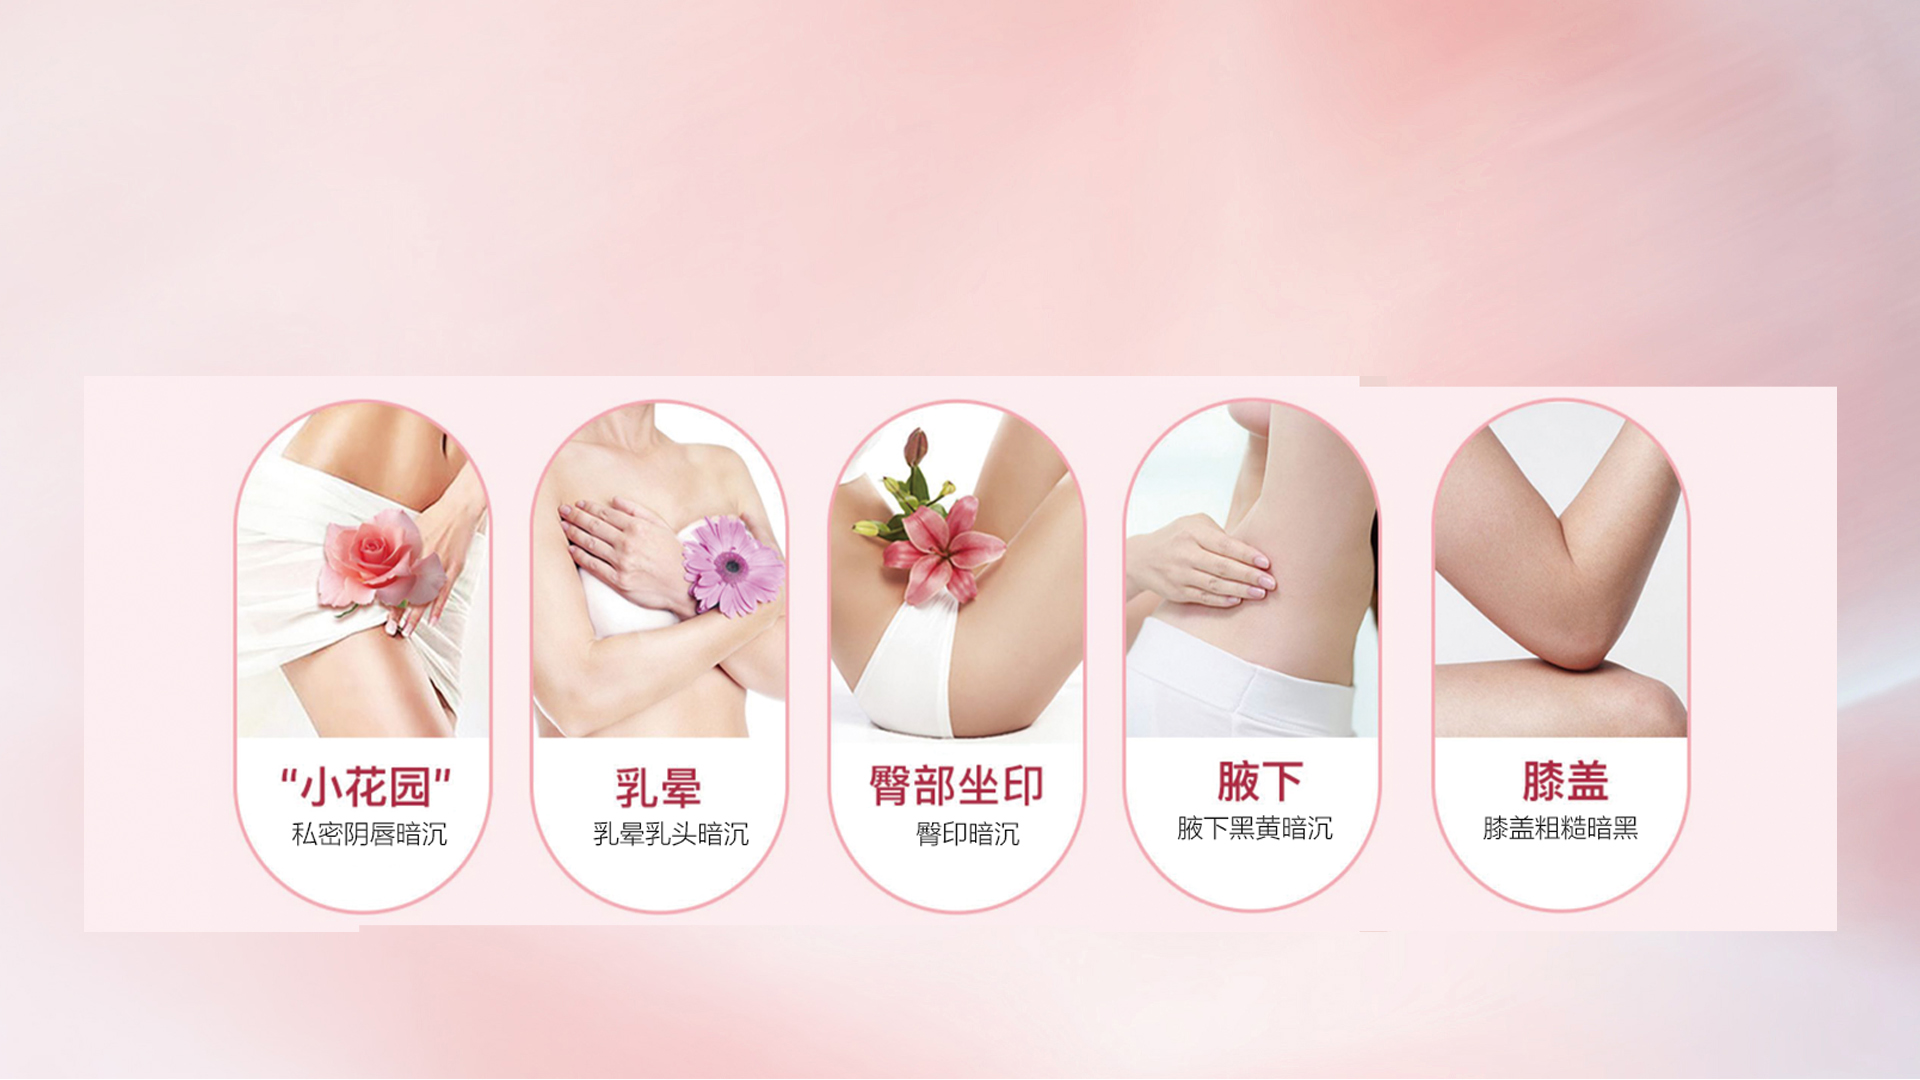 “小花园”
私密阴唇暗沉
乳晕
乳晕乳头暗沉
臀部坐印
臀印暗沉
腋下
腋下黑黄暗沉
膝盖
膝盖粗糙暗黑